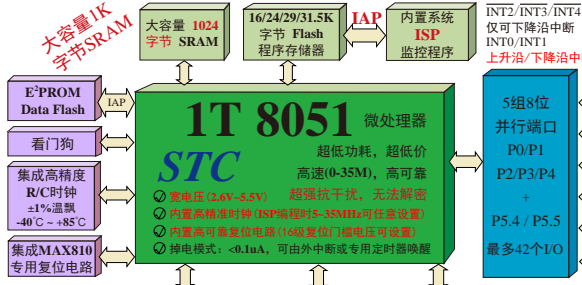 大容量1K
字节SRAM
大容量 1024
字节 SRAM
16/24/29/31.5K
字节 Flash
程序存储器
IAP
内置系统
ISP
监控程序
INT2/INT3/INT4
仅可下降沿中断
INT0/INT1
上升沿/下降沿中
E²PROM
Data Flash
IAP
看门狗
集成高精度
R/C时钟
±1%温飘
-40℃ ~ +85℃
集成MAX810
专用复位电路
1T 8051 微处理器
STC
超低功耗，超低价
高速(0-35M)，高可靠
宽电压(2.6V~5.5V) 超强抗干扰，无法解密
内置高精准时钟(ISP编程时5~35MHz可任意设置)
内置高可靠复位电路(16级复位门槛电压可设置)
掉电模式：<0.1uA，可由外中断或专用定时器唤醒
5组8位
并行端口
P0/P1
P2/P3/P4
+
P5.4 / P5.5
最多42个I/O